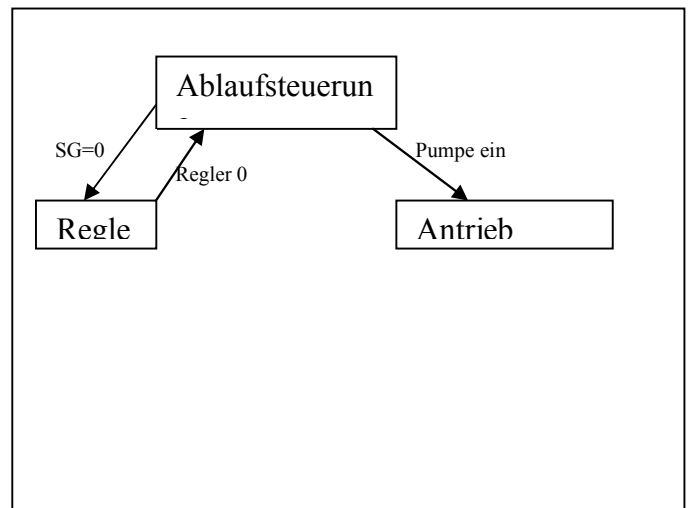 Ablaufsteuerun
SG=0
Pumpe ein
Regler 0
Regle
Antrieb